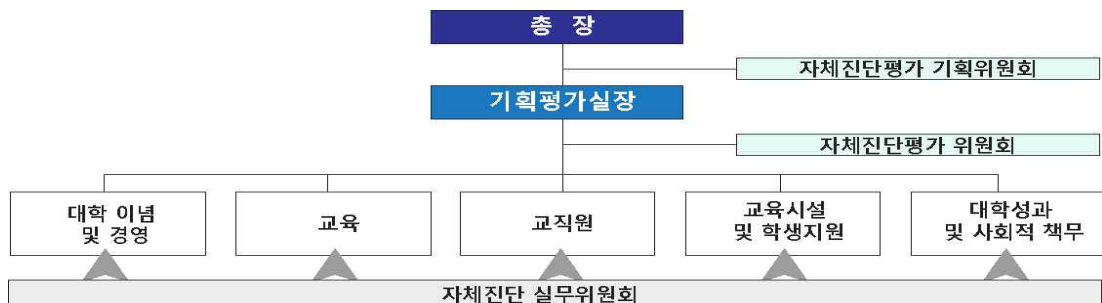 총 장
자체진단평가 기획위원회
기획평가실장
자체진단평가 위원회
대학 이념
및 경영
교육
교직원
교육시설
및 학생지원
대학성과
및 사회적 책무
자체진단 실무위원회